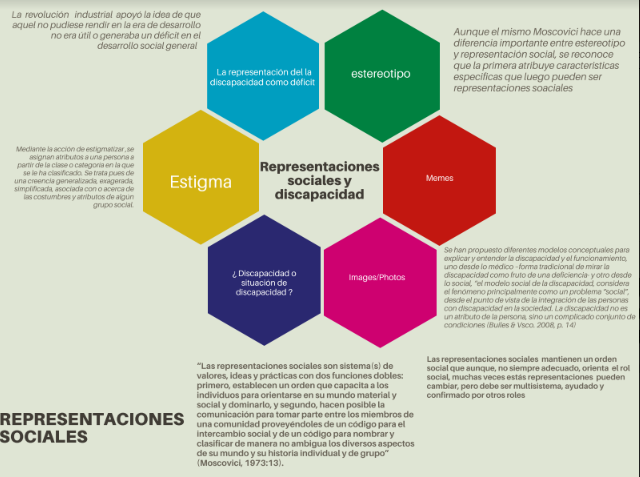 La revolución industrial apoyó la idea de que
aquel no pudiese rendir en la era de desarrollo
no era útil o generaba un déficit en el
desarrollo social general
La representación del la
discapacidad como déficit
estereotipo
Aunque el mismo Moscovici hace una
diferencia importante entre estereotipo
y representación social, se reconoce
que la primera atribuye características
específicas que luego pueden ser
representaciones soaciales
Mediante la acción de estigmatizar ,se
asignan atributos a una persona a
partir de la clase o categoría en la que
se le ha clasificado. Se trata pues de
una creencia generalizada, exagerada,
simplificada, asociada con o acerca de
las costumbres y atributos de algún
grupo social.
Estigma
Representaciones
sociales y
discapacidad
Memes
¿ Discapacidad o
situación de
discapacidad ?
Images/Photos
Se han propuesto diferentes modelos conceptuales para
explicar y entender la discapacidad y el funcionamiento,
uno desde lo médico - forma tradicional de mirar la
discapacidad como fruto de una deficiencia- y otro desde
lo social, "el modelo social de la discapacidad, considera
el fenómeno principalmente como un problema "social",
desde el punto de vista de la integración de las personas
con discapacidad en la sociedad. La discapacidad no es
un atributo de la persona, sino un complicado conjunto de
condiciones (Bulies & Vsco. 2008, p. 14)
REPRESENTACIONES
SOCIALES
"Las representaciones sociales son sistema(s) de
valores, ideas y prácticas con dos funciones dobles:
primero, establecen un orden que capacita a los
individuos para orientarse en su mundo material y
social y dominarlo, y segundo, hacen posible la
comunicación para tomar parte entre los miembros de
una comunidad proveyéndoles de un código para el
intercambio social y de un código para nombrar y
clasificar de manera no ambigua los diversos aspectos
de su mundo y su historia individual y de grupo"
(Moscovici, 1973:13).
Las representaciones sociales mantienen un orden
social que aunque, no siempre adecuado, orienta el rol
social, muchas veces estás representaciones pueden
cambiar, pero debe ser multisistema, ayudado y
confirmado por otros roles